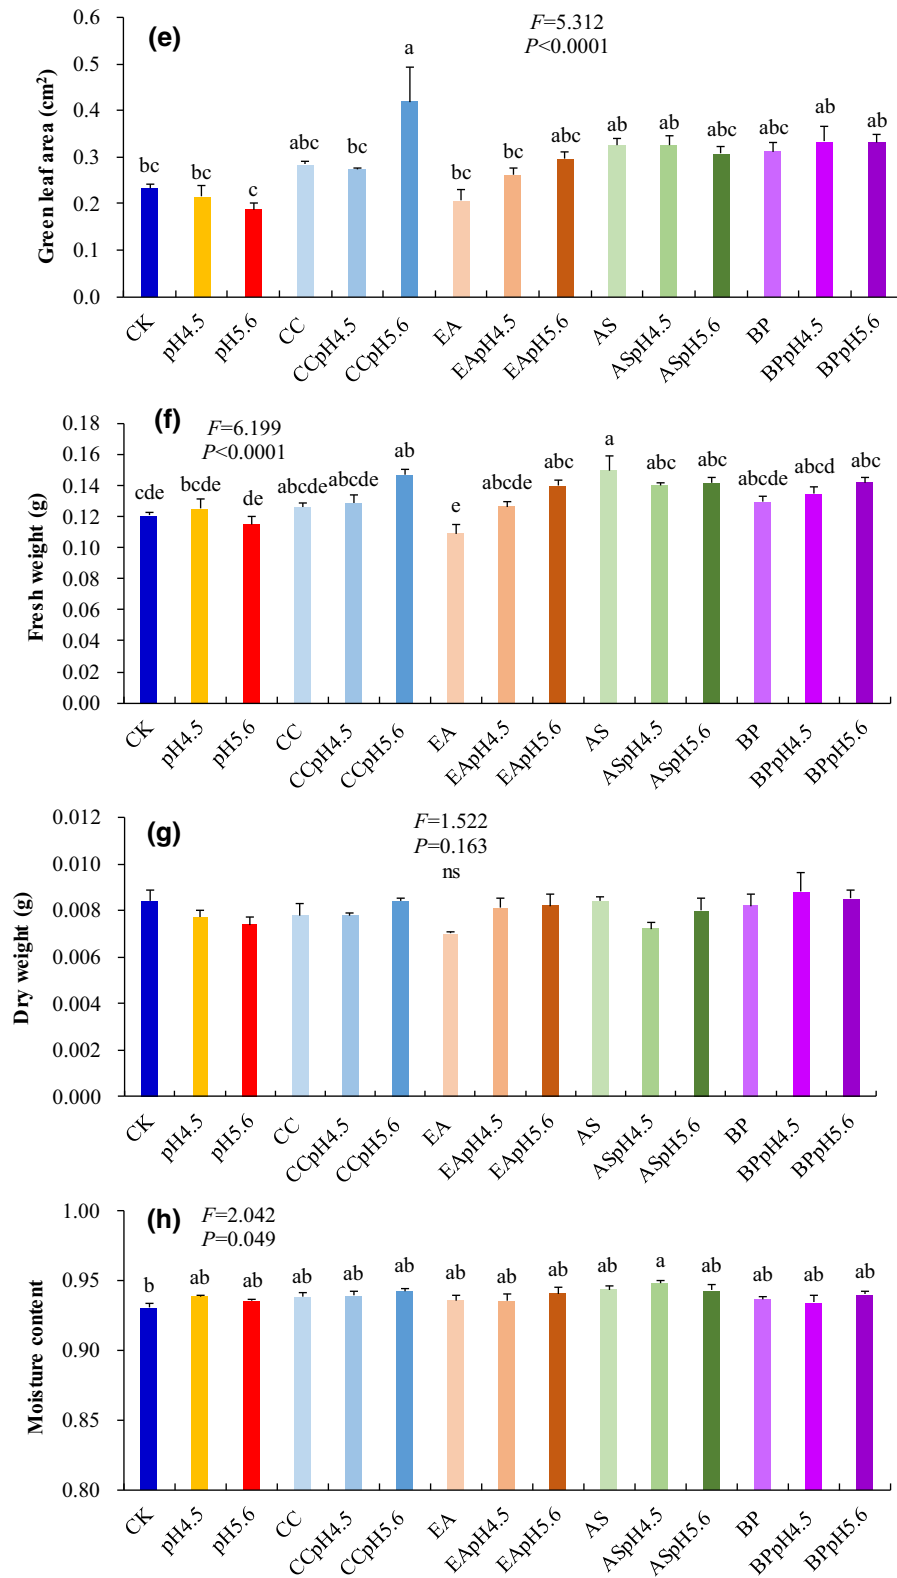 (e)
F=5.312
P<0.0001
Green leaf area (cm²)
0.6
0.5
0.4
0.3
0.2
0.1
0.0
bc bc c abc bc a bc bc abc ab ab abc abc ab ab
CK pH4.5 pH5.6 CC CCpH4.5 CCpH5.6 EA EApH4.5 EApH5.6 AS ASpH4.5 ASpH5.6 BP BPpH4.5 BPpH5.6
(f)
F=6.199
P<0.0001
Fresh weight (g)
0.18
0.16
0.14
0.12
0.10
0.08
0.06
0.04
0.02
0.00
cde bcde de abcde abcde ab e abcde abc a abc abc abcde abcd abc
CK pH4.5 pH5.6 CC CCpH4.5 CCpH5.6 EA EApH4.5 EApH5.6 AS ASpH4.5 ASpH5.6 BP BPpH4.5 BPpH5.6
(g)
F=1.522
P=0.163
ns
Dry weight (g)
0.012
0.010
0.008
0.006
0.004
0.002
0.000
CK pH4.5 pH5.6 CC CCpH4.5 CCpH5.6 EA EApH4.5 EApH5.6 AS ASpH4.5 ASpH5.6 BP BPpH4.5 BPpH5.6
(h)
F=2.042
P=0.049
Moisture content
1.00
0.95
0.90
0.85
0.80
b ab ab ab ab ab ab ab ab ab a ab ab ab ab
CK pH4.5 pH5.6 CC CCpH4.5 CCpH5.6 EA EApH4.5 EApH5.6 AS ASpH4.5 ASpH5.6 BP BPpH4.5 BPpH5.6